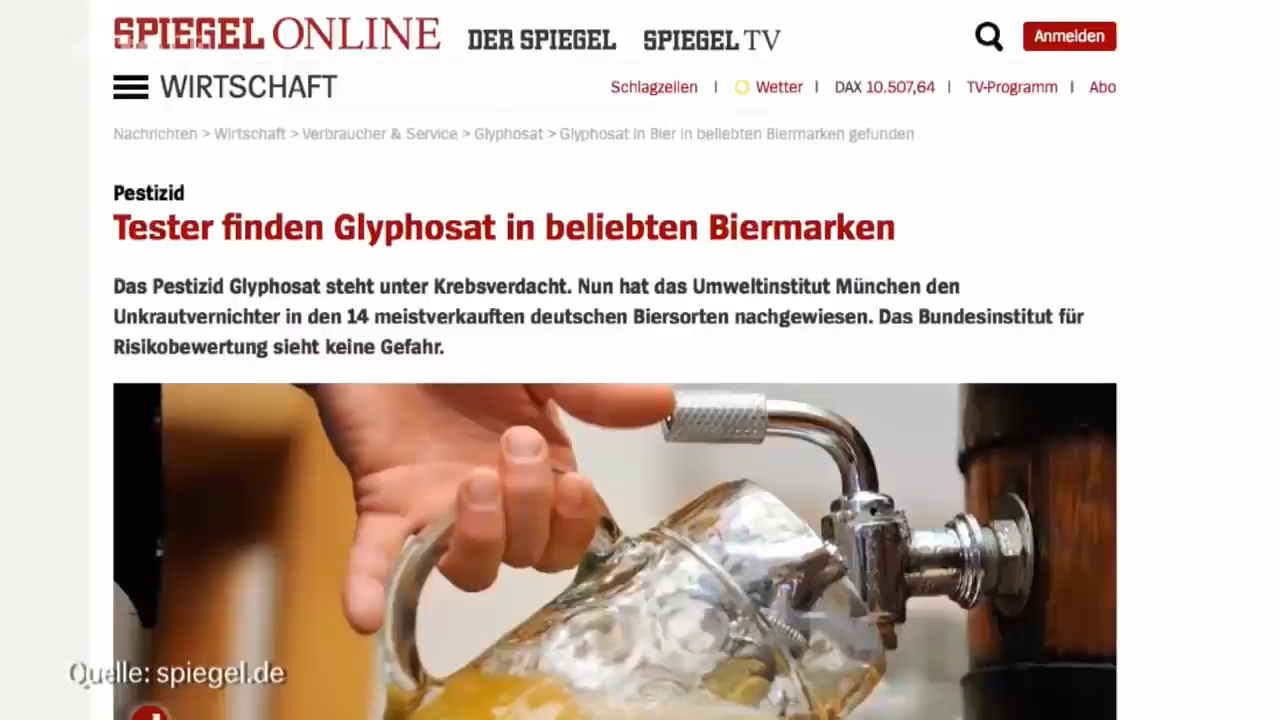 SPIEGEL ONLINE DER SPIEGEL SPIEGEL TV Anmelden
WIRTSCHAFT Schlagzeilen | Wetter | DAX 10.507,64 | TV-Programm | Abo
Nachrichten > Wirtschaft > Verbraucher & Service > Glyphosat > Glyphosat in Bier in beliebten Biermarken gefunden
Pestizid
Tester finden Glyphosat in beliebten Biermarken
Das Pestizid Glyphosat steht unter Krebsverdacht. Nun hat das Umweltinstitut München den
Unkrautvernichter in den 14 meistverkauften deutschen Biersorten nachgewiesen. Das Bundesinstitut für
Risikobewertung sieht keine Gefahr.
Quelle: spiegel.de